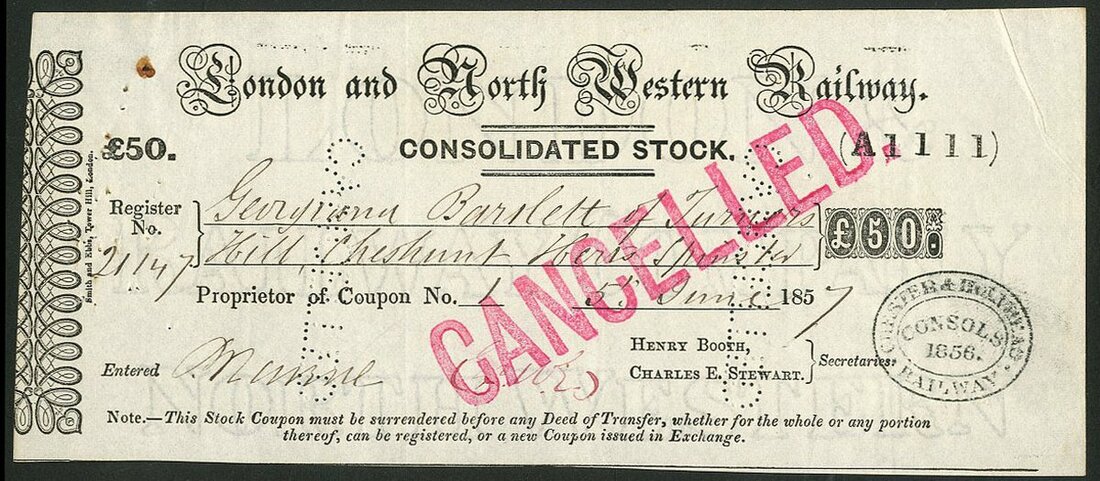 London and North Western Railway.
£50.
CONSOLIDATED STOCK.
(A1111)
Register No.
21147
Georgiana Bartlett of Turners
Hill, Cheshunt Herts Spinster
£50.
Proprietor of Coupon No. 1 5th June 1857
Entered
HENRY BOOTH,
CHARLES E. STEWART.
Secretaries
Note.—This Stock Coupon must be surrendered before any Deed of Transfer, whether for the whole or any portion
thereof, can be registered, or a new Coupon issued in Exchange.
Smith and Ebbs, Tower Hill, London.
CANCELLED.
CONSOLS
1856.
RAILWAY